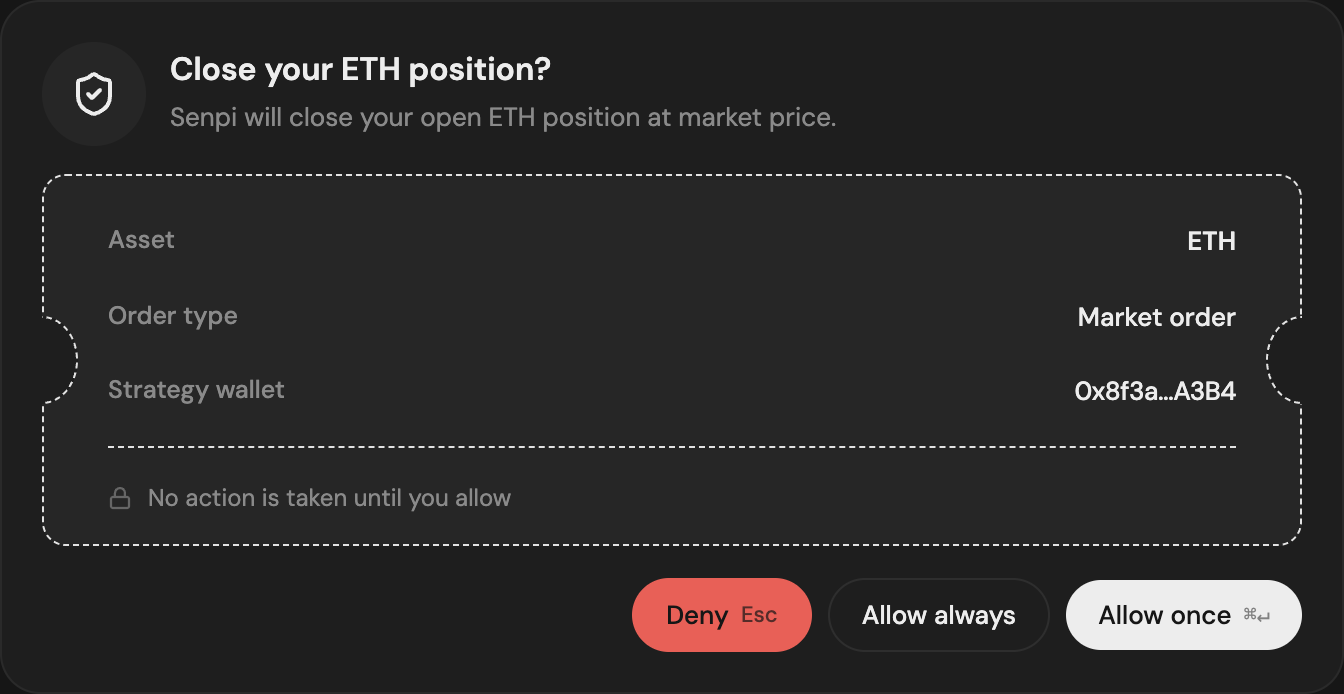 Close your ETH position?
Senpi will close your open ETH position at market price.
Asset ETH
Order type Market order
Strategy wallet 0x8f3a...A3B4
No action is taken until you allow
Deny Esc Allow always Allow once ⌘↵